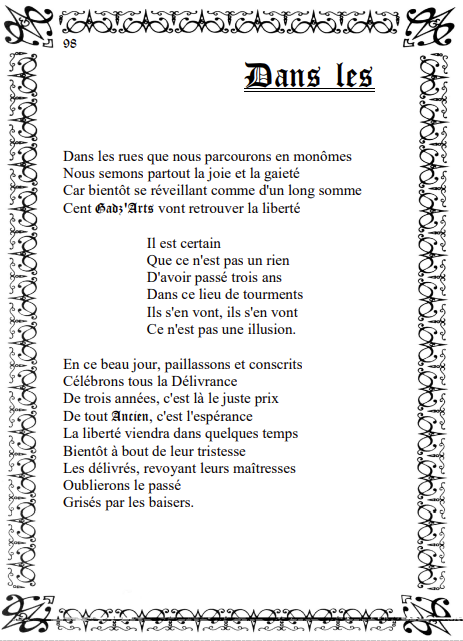 98
Dans les
Dans les rues que nous parcourons en monômes
Nous semons partout la joie et la gaieté
Car bientôt se réveillant comme d'un long somme
Cent Gadz'Arts vont retrouver la liberté
Il est certain
Que ce n'est pas un rien
D'avoir passé trois ans
Dans ce lieu de tourments
Ils s'en vont, ils s'en vont
Ce n'est pas une illusion.
En ce beau jour, paillassons et conscrits
Célébrons tous la Délivrance
De trois années, c'est là le juste prix
De tout Ancien, c'est l'espérance
La liberté viendra dans quelques temps
Bientôt à bout de leur tristesse
Les délivrés, revoyant leurs maîtresses
Oublierons le passé
Grisés par les baisers.